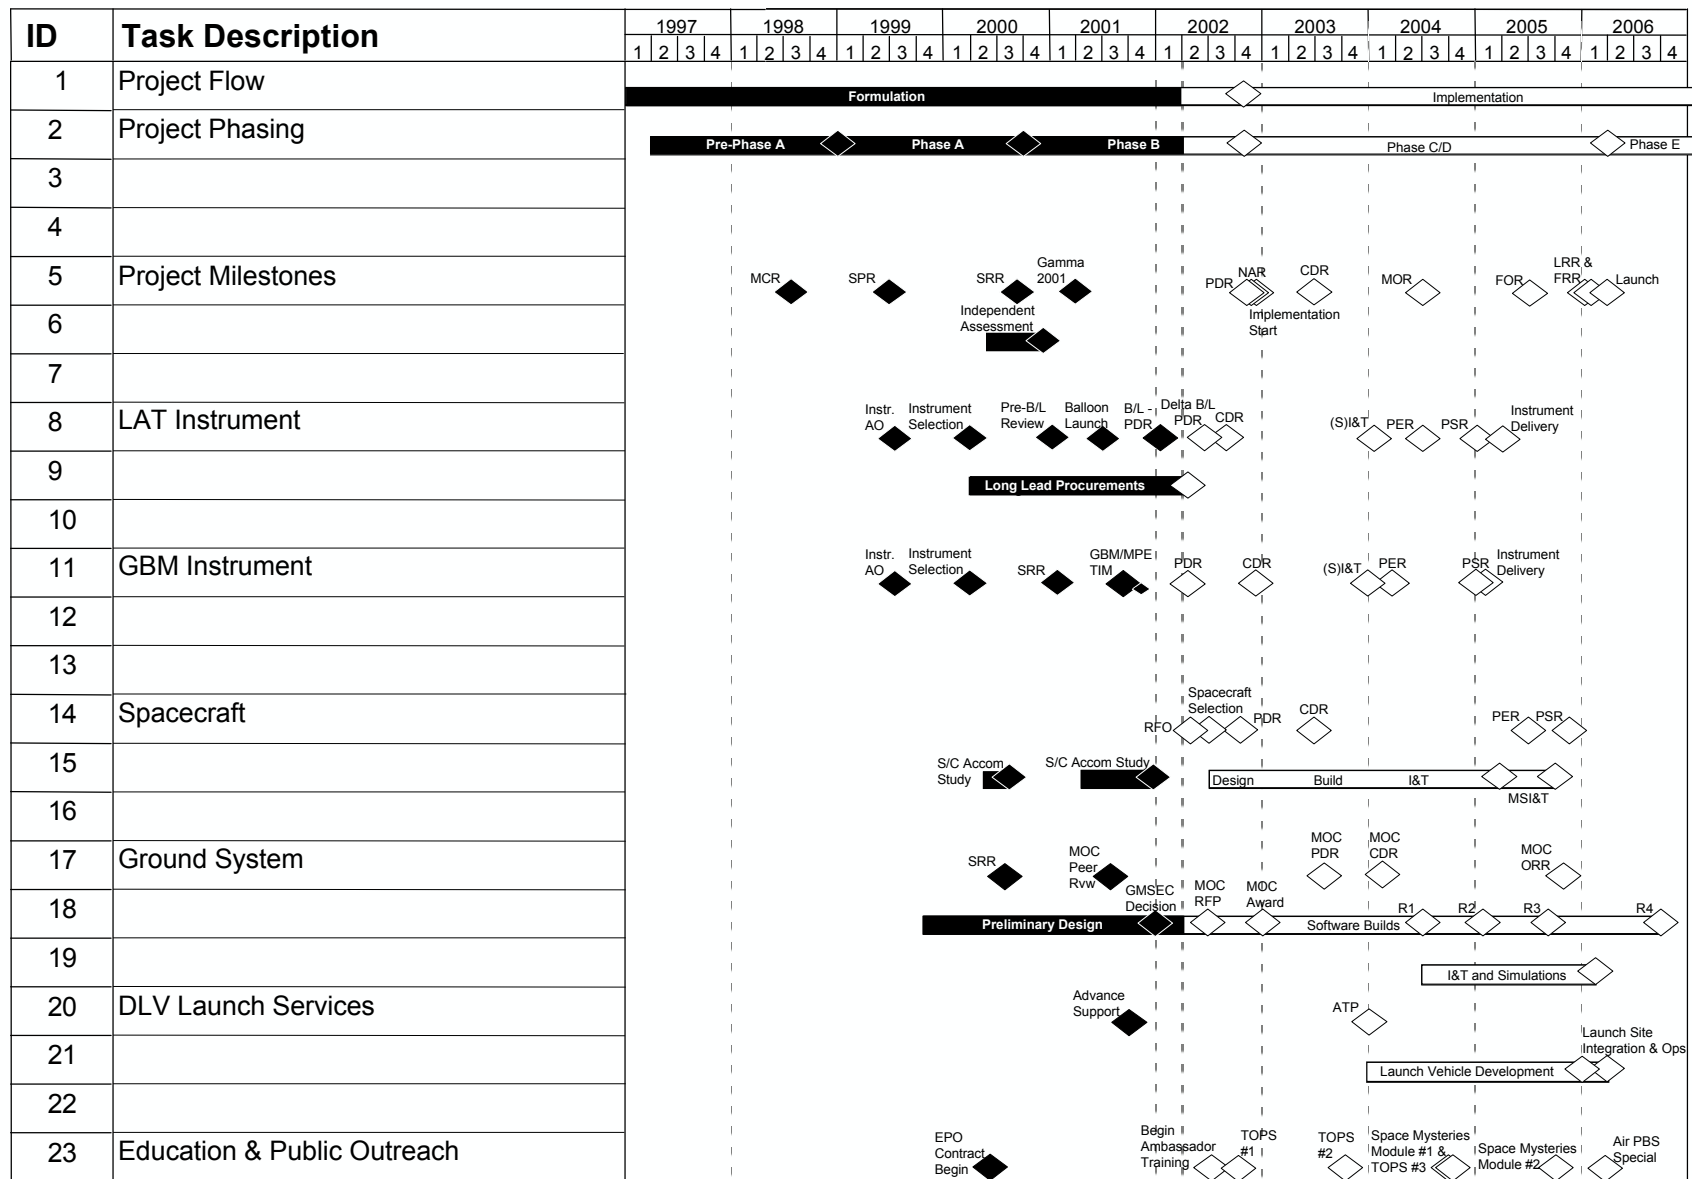 ID Task Description 1997 1998 1999 2000 2001 2002 2003 2004 2005 2006
1 2 3 4 1 2 3 4 1 2 3 4 1 2 3 4 1 2 3 4 1 2 3 4 1 2 3 4 1 2 3 4 1 2 3 4 1 2 3 4
1 Project Flow
Formulation Implementation
2 Project Phasing
Pre-Phase A Phase A Phase B Phase C/D Phase E
3
4
5 Project Milestones
MCR SPR SRR Gamma
2001
PDR NAR
Implementation
Start
CDR MOR FOR LRR &
FRR
Launch
6
Independent
Assessment
7
8 LAT Instrument
Instr.
AO
Instrument
Selection
Pre-B/L
Review
Balloon
Launch
B/L -
PDR
Delta B/L
PDR
CDR (S)I&T PER PSR Instrument
Delivery
9
Long Lead Procurements
10
11 GBM Instrument
Instr.
AO
Instrument
Selection
SRR GBM/MPE
TIM
PDR CDR (S)I&T PER PSR Instrument
Delivery
12
13
14 Spacecraft
RFO Spacecraft
Selection
PDR CDR PER PSR
15
S/C Accom
Study
S/C Accom Study
Design Build I&T
MSI&T
16
17 Ground System
SRR MOC
Peer
Rvw
MOC
PDR
MOC
CDR
MOC
ORR
18
Preliminary Design
GMSEC
Decision
MOC
RFP
MOC
Award
Software Builds R1 R2 R3 R4
19
I&T and Simulations
20 DLV Launch Services
Advance
Support
ATP
21
Launch Vehicle Development
Launch Site
Integration & Ops
22
23 Education & Public Outreach
EPO
Contract
Begin
Begin
Ambassador
Training
TOPS
#1
TOPS
#2
Space Mysteries
Module #1 &
TOPS #3
Space Mysteries
Module #2
Air PBS
Special